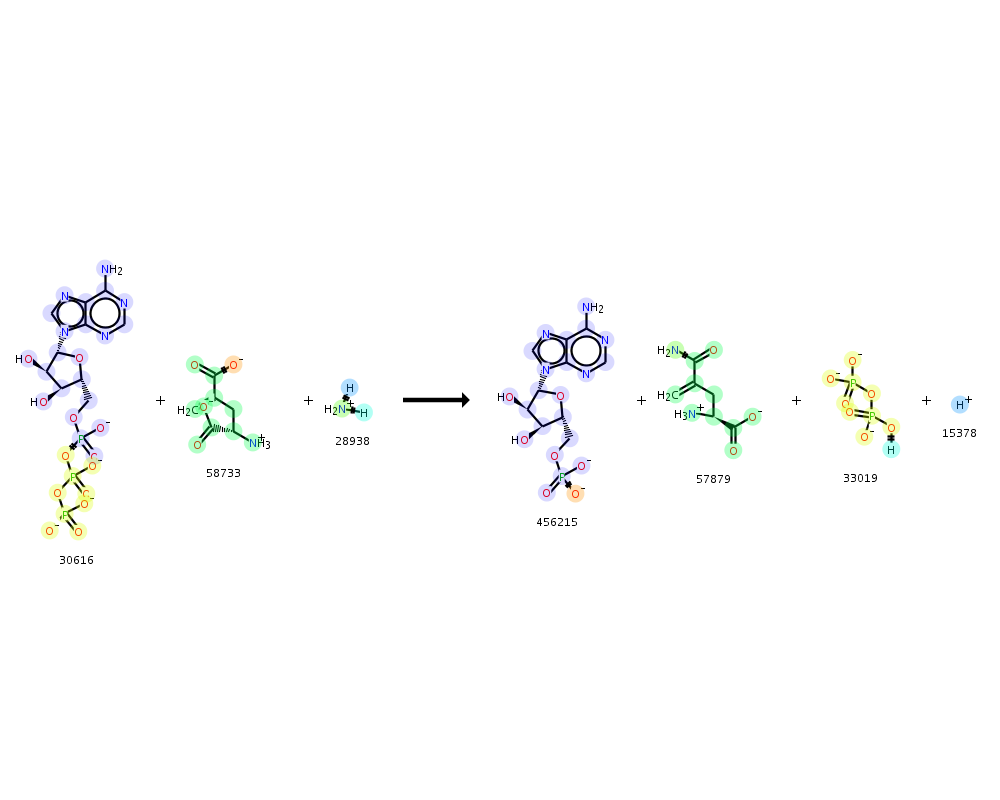 NH2
N
N
N
N
HO
O
HO
O
P
O-
O
O
O-
P
O
O
O-
P
O-
O
30616
+
O
O-
H2C
O-
O
NH3+
58733
+
H
H2N+
H
28938
NH2
N
N
N
N
HO
O
HO
O
O-
P
O
O-
456215
+
H2N
O
H2C
H3N+
O-
O
57879
+
O-
O-
P
O
O
O
P
O-
O
H
33019
+
H+
15378